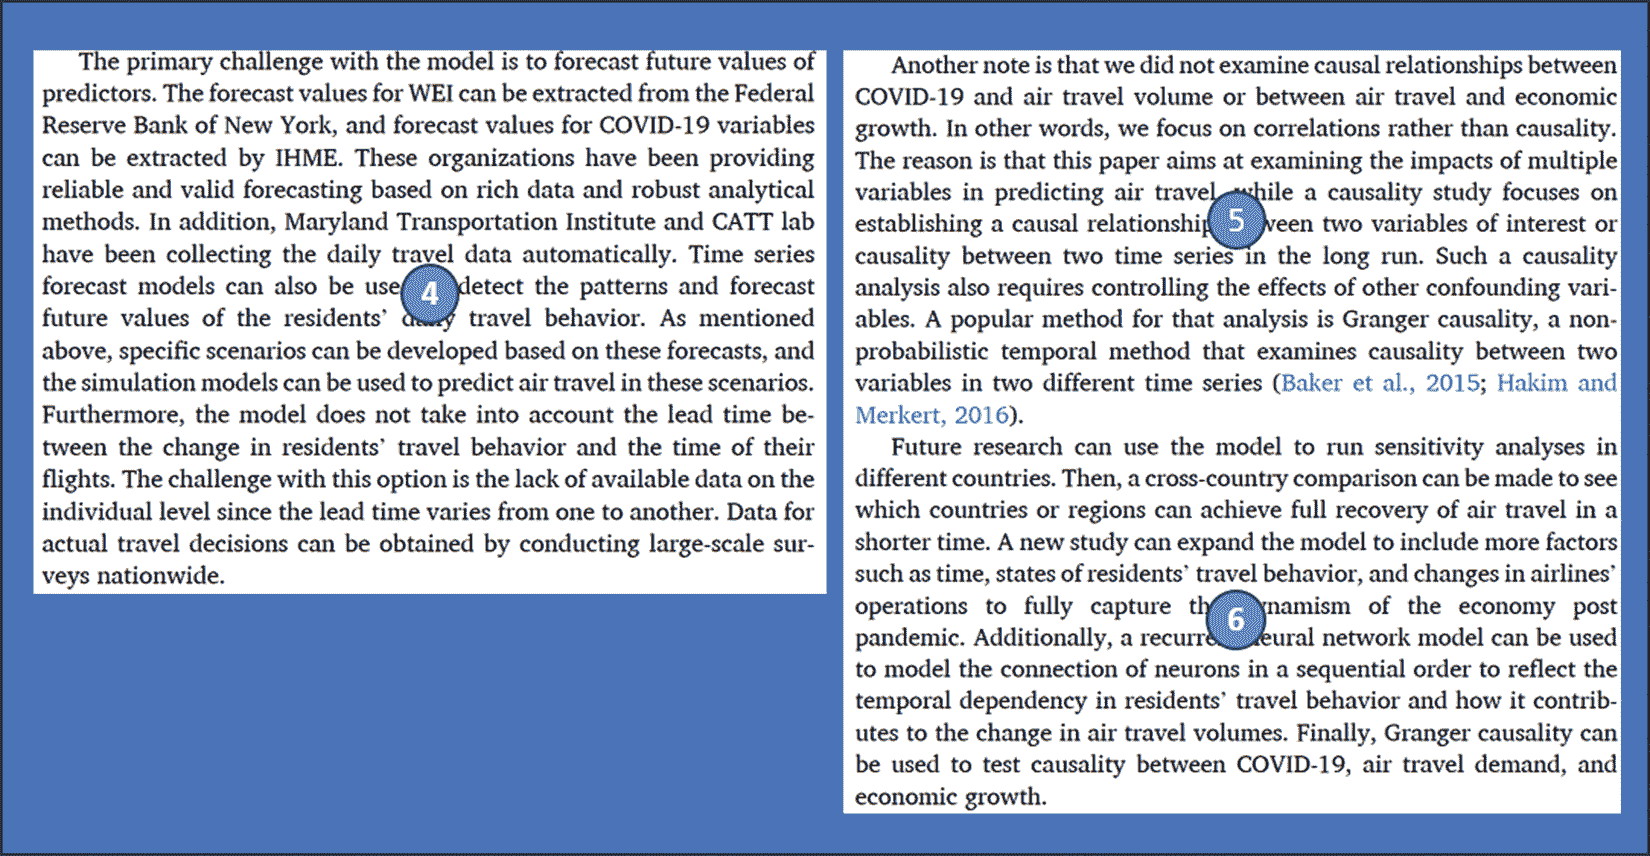 The primary challenge with the model is to forecast future values of
predictors. The forecast values for WEI can be extracted from the Federal
Reserve Bank of New York, and forecast values for COVID-19 variables
can be extracted by IHME. These organizations have been providing
reliable and valid forecasting based on rich data and robust analytical
methods. In addition, Maryland Transportation Institute and CATT lab
have been collecting the daily travel data automatically. Time series
forecast models can also be use 4 detect the patterns and forecast
future values of the residents’ daily travel behavior. As mentioned
above, specific scenarios can be developed based on these forecasts, and
the simulation models can be used to predict air travel in these scenarios.
Furthermore, the model does not take into account the lead time be-
tween the change in residents’ travel behavior and the time of their
flights. The challenge with this option is the lack of available data on the
individual level since the lead time varies from one to another. Data for
actual travel decisions can be obtained by conducting large-scale sur-
veys nationwide.
Another note is that we did not examine causal relationships between
COVID-19 and air travel volume or between air travel and economic
growth. In other words, we focus on correlations rather than causality.
The reason is that this paper aims at examining the impacts of multiple
variables in predicting air travel, while a causality study focuses on
establishing a causal relationship 5 ween two variables of interest or
causality between two time series in the long run. Such a causality
analysis also requires controlling the effects of other confounding vari-
ables. A popular method for that analysis is Granger causality, a non-
probabilistic temporal method that examines causality between two
variables in two different time series (Baker et al., 2015; Hakim and
Merkert, 2016).
Future research can use the model to run sensitivity analyses in
different countries. Then, a cross-country comparison can be made to see
which countries or regions can achieve full recovery of air travel in a
shorter time. A new study can expand the model to include more factors
such as time, states of residents’ travel behavior, and changes in airlines’
operations to fully capture th 6 namism of the economy post
pandemic. Additionally, a recurre eural network model can be used
to model the connection of neurons in a sequential order to reflect the
temporal dependency in residents’ travel behavior and how it contrib-
utes to the change in air travel volumes. Finally, Granger causality can
be used to test causality between COVID-19, air travel demand, and
economic growth.